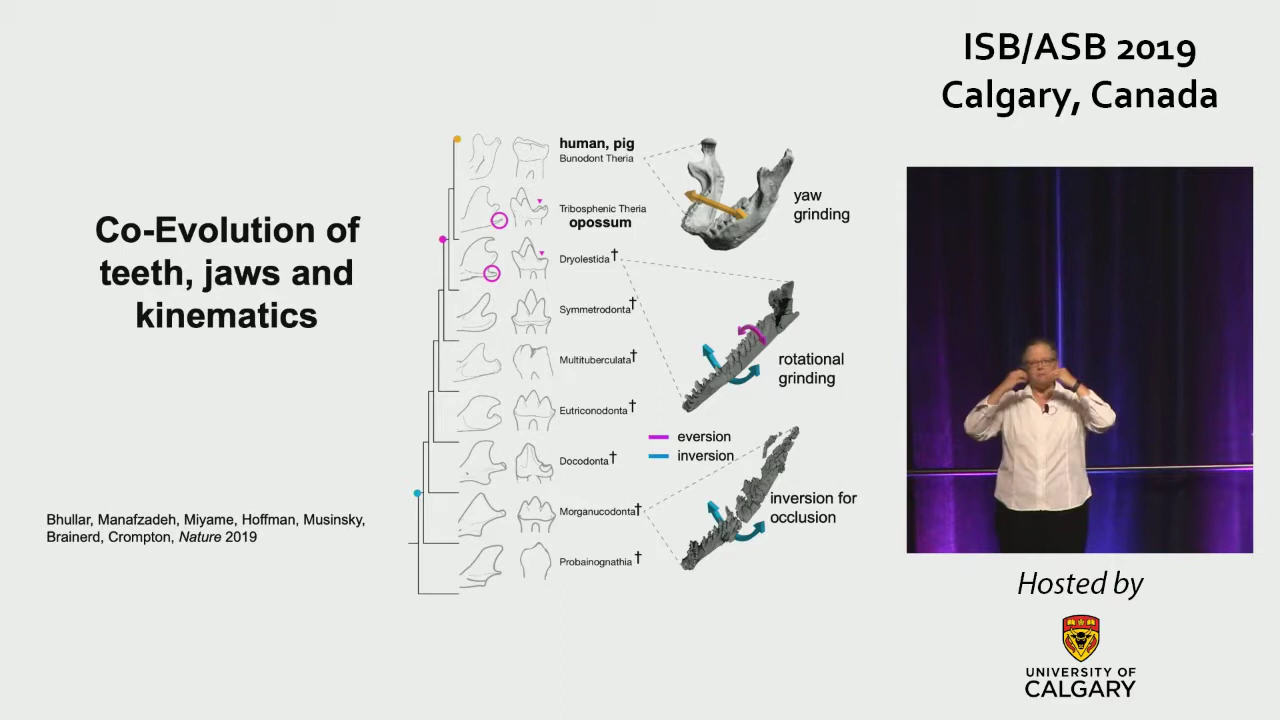 ISB/ASB 2019
Calgary, Canada
Co-Evolution of
teeth, jaws and
kinematics
human, pig
Bunodont Theria
Tribosphenic Theria
opossum
Dryolestida†
Symmetrodonta†
Multituberculata†
Eutriconodonta†
Docodonta†
Morganucodonta†
Probainognathia†
yaw
grinding
rotational
grinding
eversion
inversion
inversion for
occlusion
Bhullar, Manafzadeh, Miyame, Hoffman, Musinsky,
Brainerd, Crompton, Nature 2019
Hosted by
UNIVERSITY OF
CALGARY